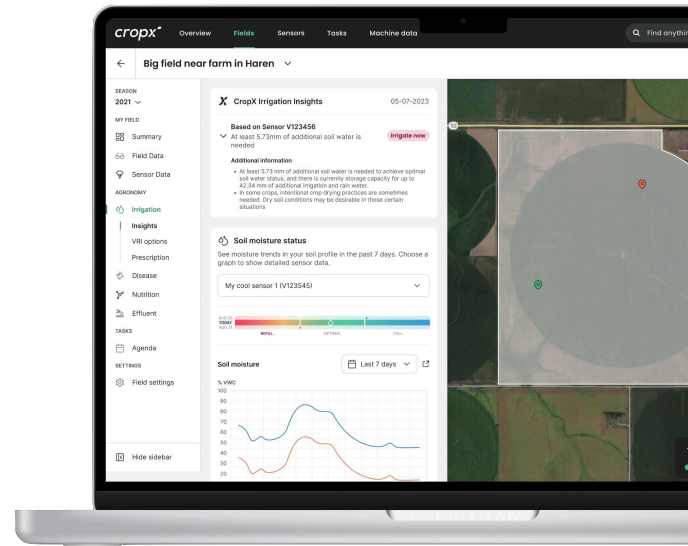 cropx
Overview
Fields
Sensors
Tasks
Machine data
Find anythin
Big field near farm in Haren
SEASON
2021
MY FIELD
Summary
Field Data
Sensor Data
AGRONOMY
Irrigation
Insights
VRI options
Prescription
Disease
Nutrition
Effluent
TASKS
Agenda
SETTINGS
Field settings
Hide sidebar
X CropX Irrigation Insights
05-07-2023
Based on Sensor V123456
At least 5.73mm of additional soil water is
needed
Irrigate now
Additional information
• At least 5.73 mm of additional soil water is needed to achieve optimal
soil water status, and there is currently storage capacity for up to
42.34 mm of additional irrigation and rain water.
• In some crops, intentional crop drying practices are sometimes
needed. Dry soil conditions may be desirable in those certain
situations
Soil moisture status
See moisture trends in your soil profile in the past 7 days. Choose a
graph to show detailed sensor data.
My cool sensor 1 (V123545)
TODAY
REFILL
OPTIMAL
FULL
Soil moisture
Last 7 days
% VWC
100
90
80
70
60
50
40
30
20